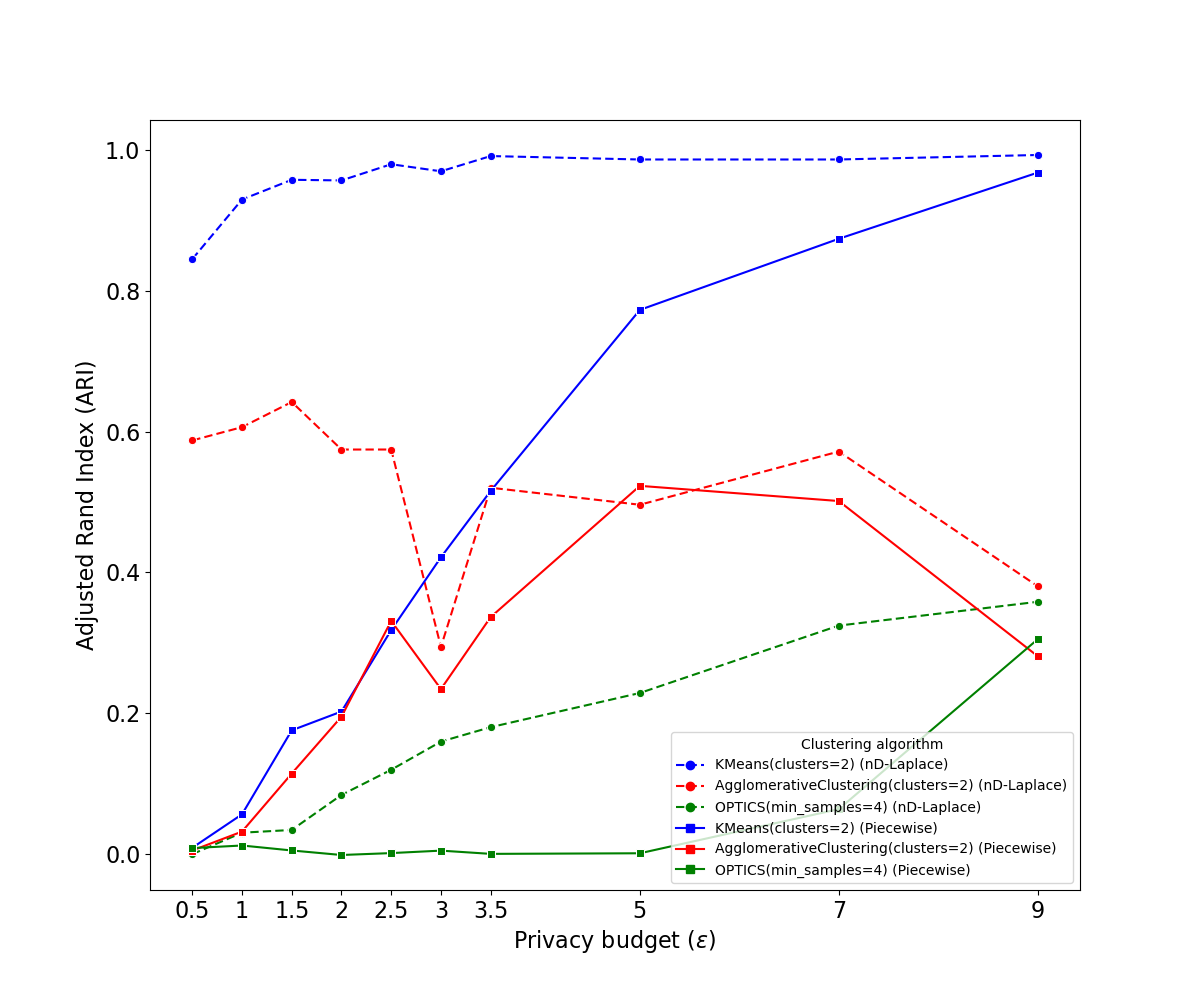 1.0
0.8
0.6
0.4
0.2
0.0
Adjusted Rand Index (ARI)
0.5 1 1.5 2 2.5 3 3.5 5 7 9
Privacy budget (ε)
Clustering algorithm
KMeans(clusters=2) (nD-Laplace)
AgglomerativeClustering(clusters=2) (nD-Laplace)
OPTICS(min_samples=4) (nD-Laplace)
KMeans(clusters=2) (Piecewise)
AgglomerativeClustering(clusters=2) (Piecewise)
OPTICS(min_samples=4) (Piecewise)